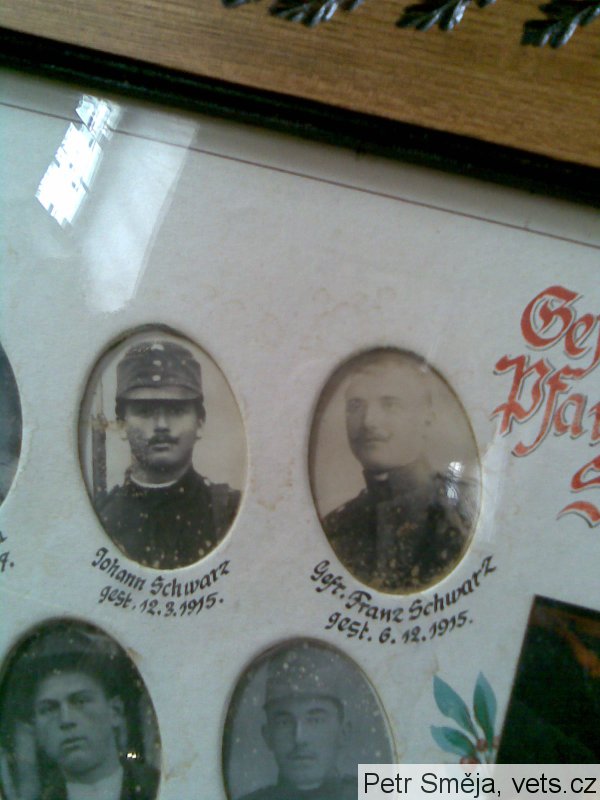 Johann Schwarz
gest. 12.3.1915.
Gefr. Franz Schwarz
gest. 6.12.1915.
Petr Směja, vets.cz